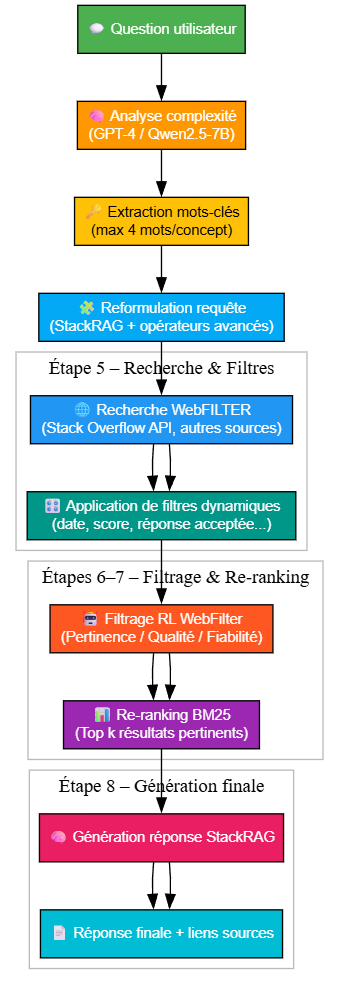 Question utilisateur
Analyse complexité
(GPT-4 / Qwen2.5-7B)
Extraction mots-clés
(max 4 mots/concept)
Reformulation requête
(StackRAG + opérateurs avancés)
Étape 5 – Recherche & Filtres
Recherche WebFILTER
(Stack Overflow API, autres sources)
Application de filtres dynamiques
(date, score, réponse acceptée...)
Étapes 6–7 – Filtrage & Re-ranking
Filtrage RL WebFilter
(Pertinence / Qualité / Fiabilité)
Re-ranking BM25
(Top k résultats pertinents)
Étape 8 – Génération finale
Génération réponse StackRAG
Réponse finale + liens sources